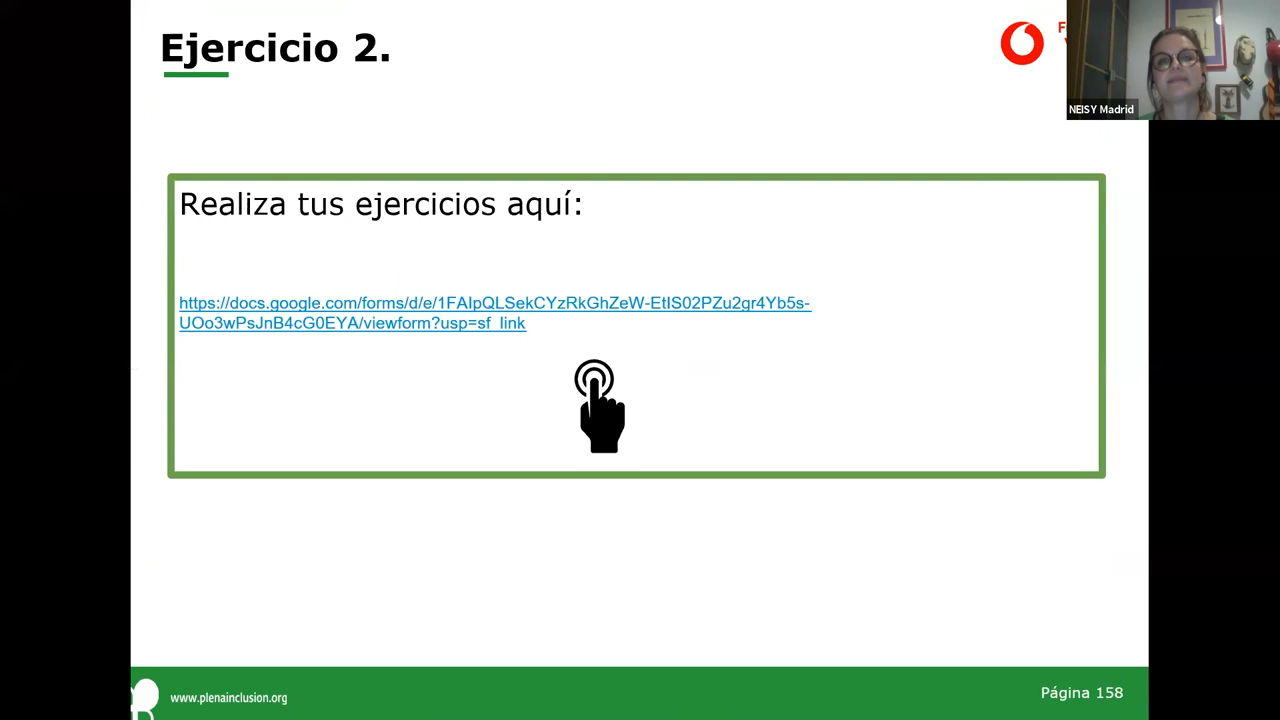 Ejercicio 2.
NEISY Madrid
Realiza tus ejercicios aquí:
https://docs.google.com/forms/d/e/1FAIpQLSekCYzRkGhZeW-EtIS02PZu2gr4Yb5s-
UOo3wPsJnB4cG0EYA/viewform?usp=sf_link
www.plenainclusion.org
Página 158